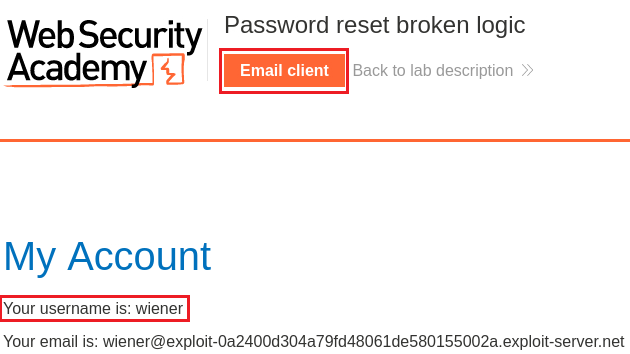 Web Security
Academy
Password reset broken logic
Email client
Back to lab description
My Account
Your username is: wiener
Your email is: wiener@exploit-0a2400d304a79fd48061de580155002a.exploit-server.net